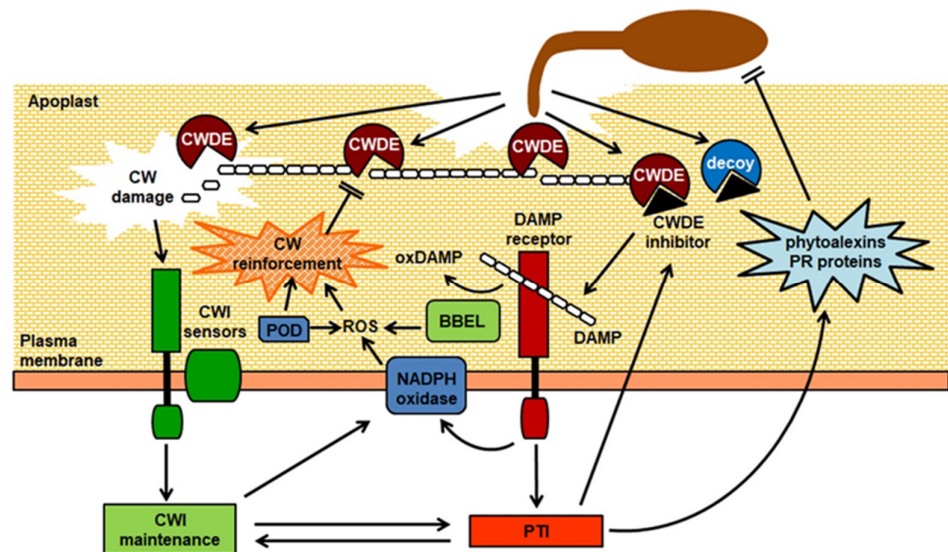 Apoplast
CWDE
CWDE
CWDE
CWDE
decoy
CW
damage
CWDE
inhibitor
DAMP
receptor
phytoalexins
PR proteins
CW
reinforcement
oxDAMP
DAMP
CWI
sensors
POD
ROS
BBEL
Plasma
membrane
NADPH
oxidase
CWI
maintenance
PTI